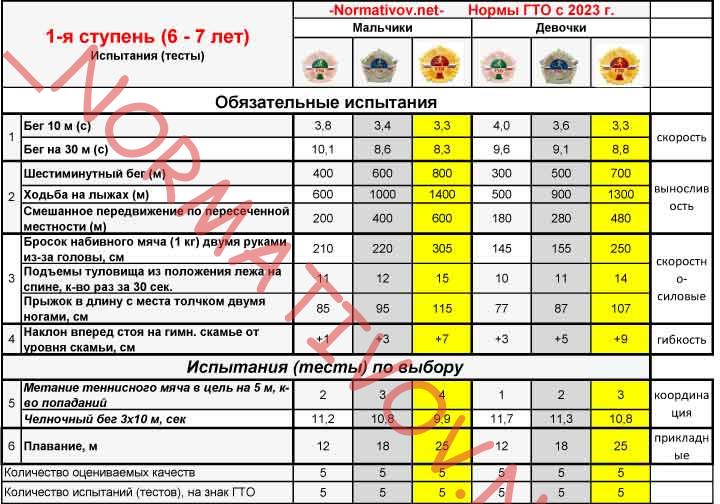 -Normativov.net- Нормы ГТО с 2023 г.
1-я ступень (6 - 7 лет)
Испытания (тесты)
Мальчики Девочки
Обязательные испытания
1 Бег 10 м (с) 3,8 3,4 3,3 4,0 3,6 3,3 скорость
Бег на 30 м (с) 10,1 8,6 8,3 9,6 9,1 8,8
2 Шестиминутный бег (м) 400 600 800 300 500 700 вынослив
Ходьба на лыжах (м) 600 1000 1400 500 900 1300 ость
Смешанное передвижение по пересеченной
местности (м) 200 400 600 180 280 480
3 Бросок набивного мяча (1 кг) двумя руками
из-за головы, см 210 220 305 145 155 250 скоростн
Подъемы туловища из положения лежа на о-
спине, к-во раз за 30 сек. 11 12 15 10 11 14 силовые
Прыжок в длину с места толчком двумя
ногами, см 85 95 115 77 87 107
4 Наклон вперед стоя на гимн. скамье от
уровня скамьи, см +1 +3 +7 +3 +5 +9 гибкость
Испытания (тесты) по выбору
5 Метание теннисного мяча в цель на 5 м, к-
во попаданий 2 3 4 1 2 3 координа
Челночный бег 3х10 м, сек 11,2 10,8 9,9 11,7 11,3 10,8 ция
6 Плавание, м 12 18 25 12 18 25 прикладн
ые
Количество оцениваемых качеств 5 5 5 5 5 5
Количество испытаний (тестов), на знак ГТО 5 5 5 5 5 5